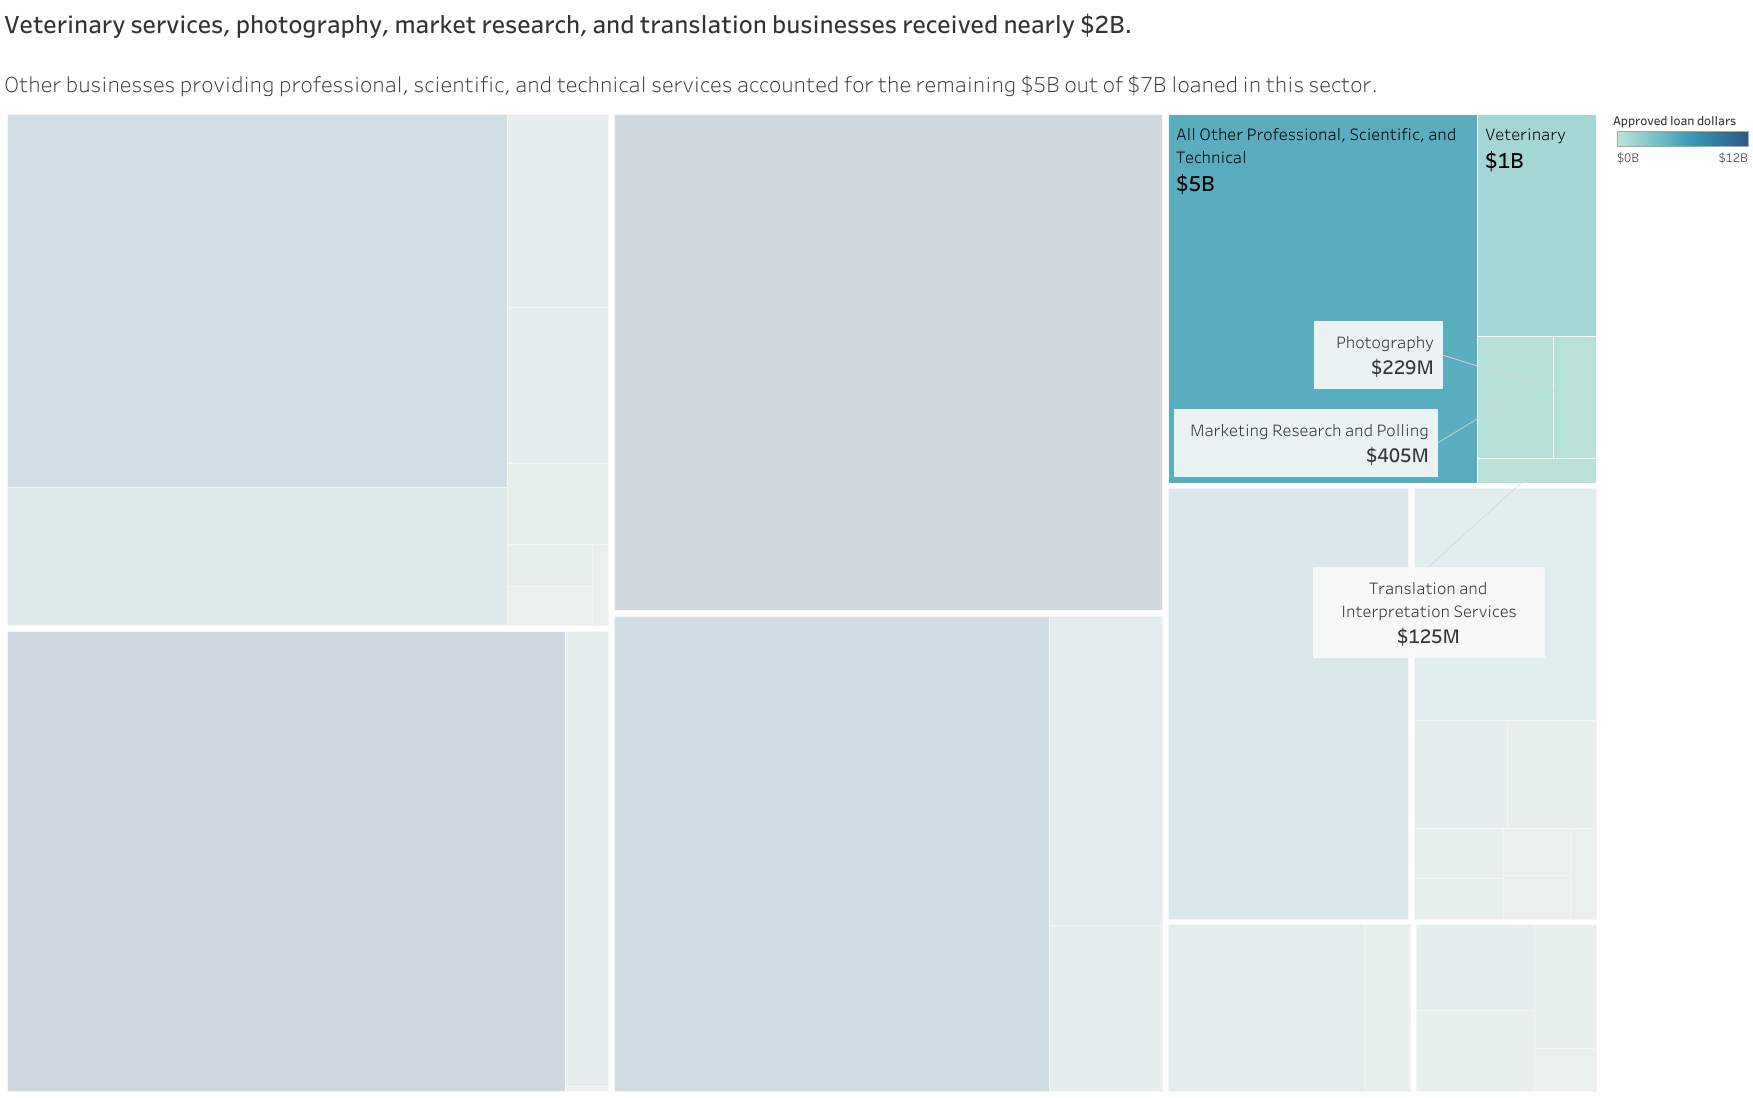 Veterinary services, photography, market research, and translation businesses received nearly $2B.
Other businesses providing professional, scientific, and technical services accounted for the remaining $5B out of $7B loaned in this sector.
All Other Professional, Scientific, and
Technical
$5B
Veterinary
$1B
Approved loan dollars
$0B
$12B
Photography
$229M
Marketing Research and Polling
$405M
Translation and
Interpretation Services
$125M